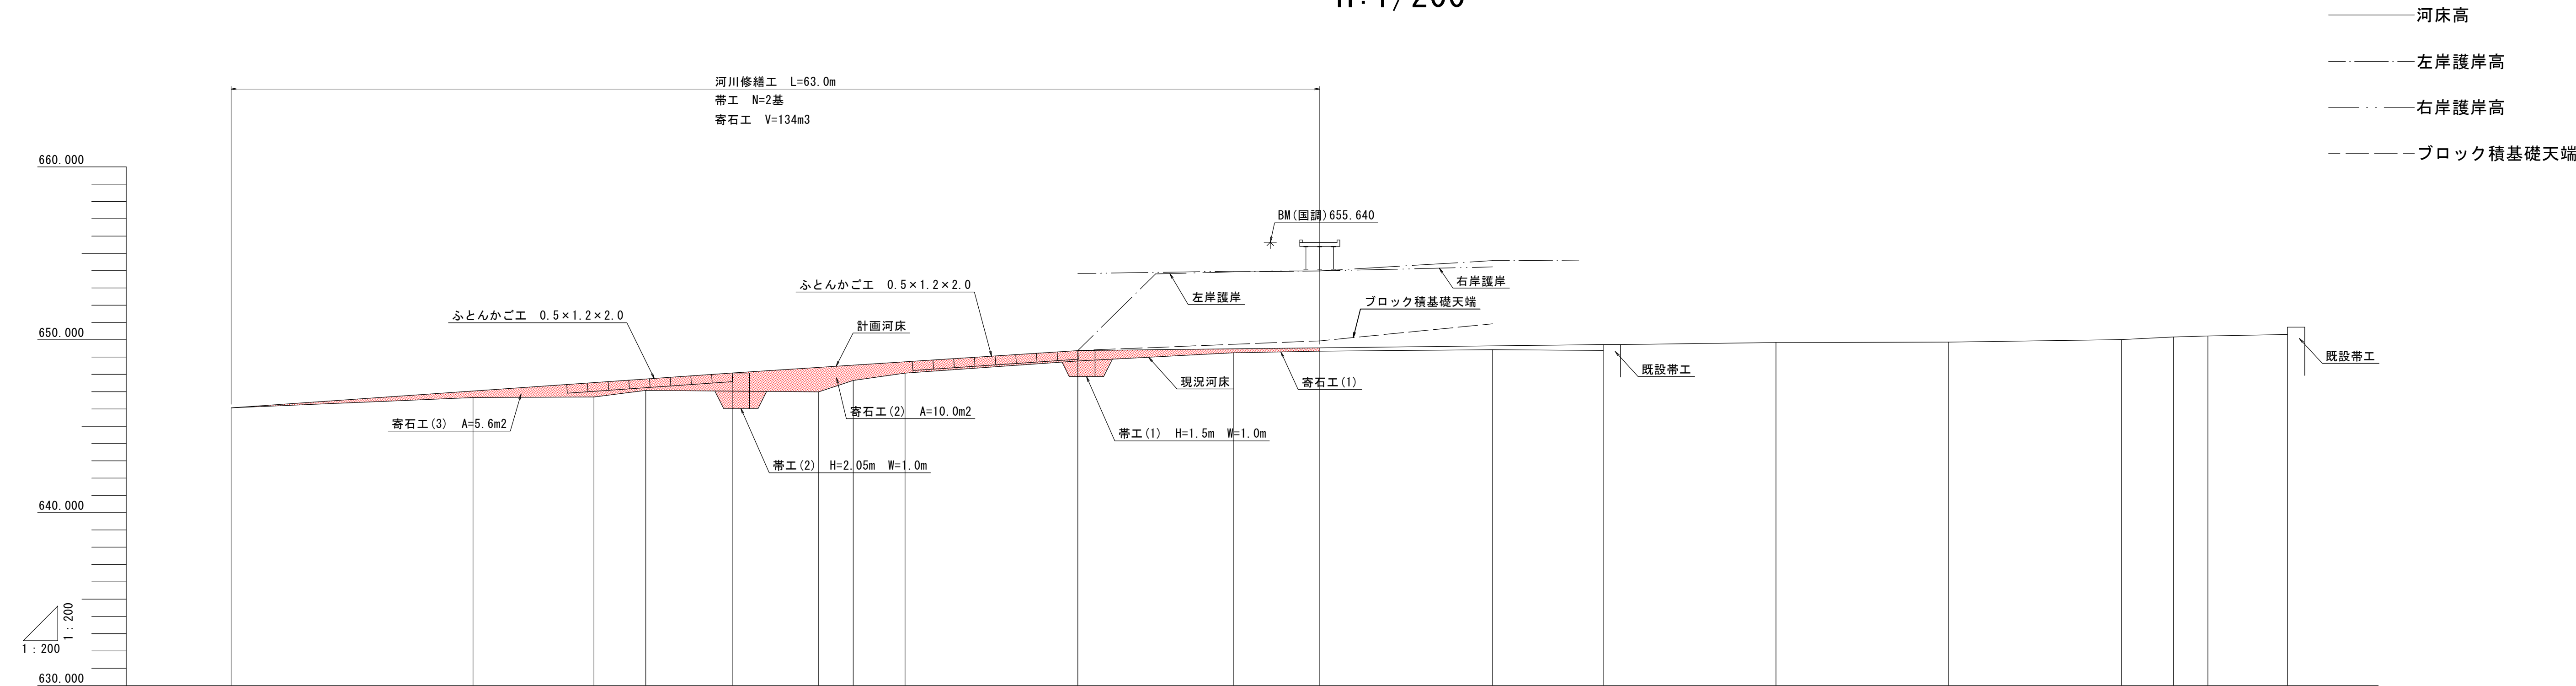 H:1/200
河床高
左岸護岸高
右岸護岸高
ブロック積基礎天端
河川修繕工 L=63.0m
帯工 N=2基
寄石工 V=134m3
660.000
BM(国調)655.640
ふとんかご工 0.5×1.2×2.0
左岸護岸
右岸護岸
ブロック積基礎天端
ふとんかご工 0.5×1.2×2.0
計画河床
650.000
既設帯工
既設帯工
現況河床
寄石工(1)
寄石工(2) A=10.0m2
寄石工(3) A=5.6m2
帯工(1) H=1.5m W=1.0m
帯工(2) H=2.05m W=1.0m
640.000
1:200
1:200
630.000